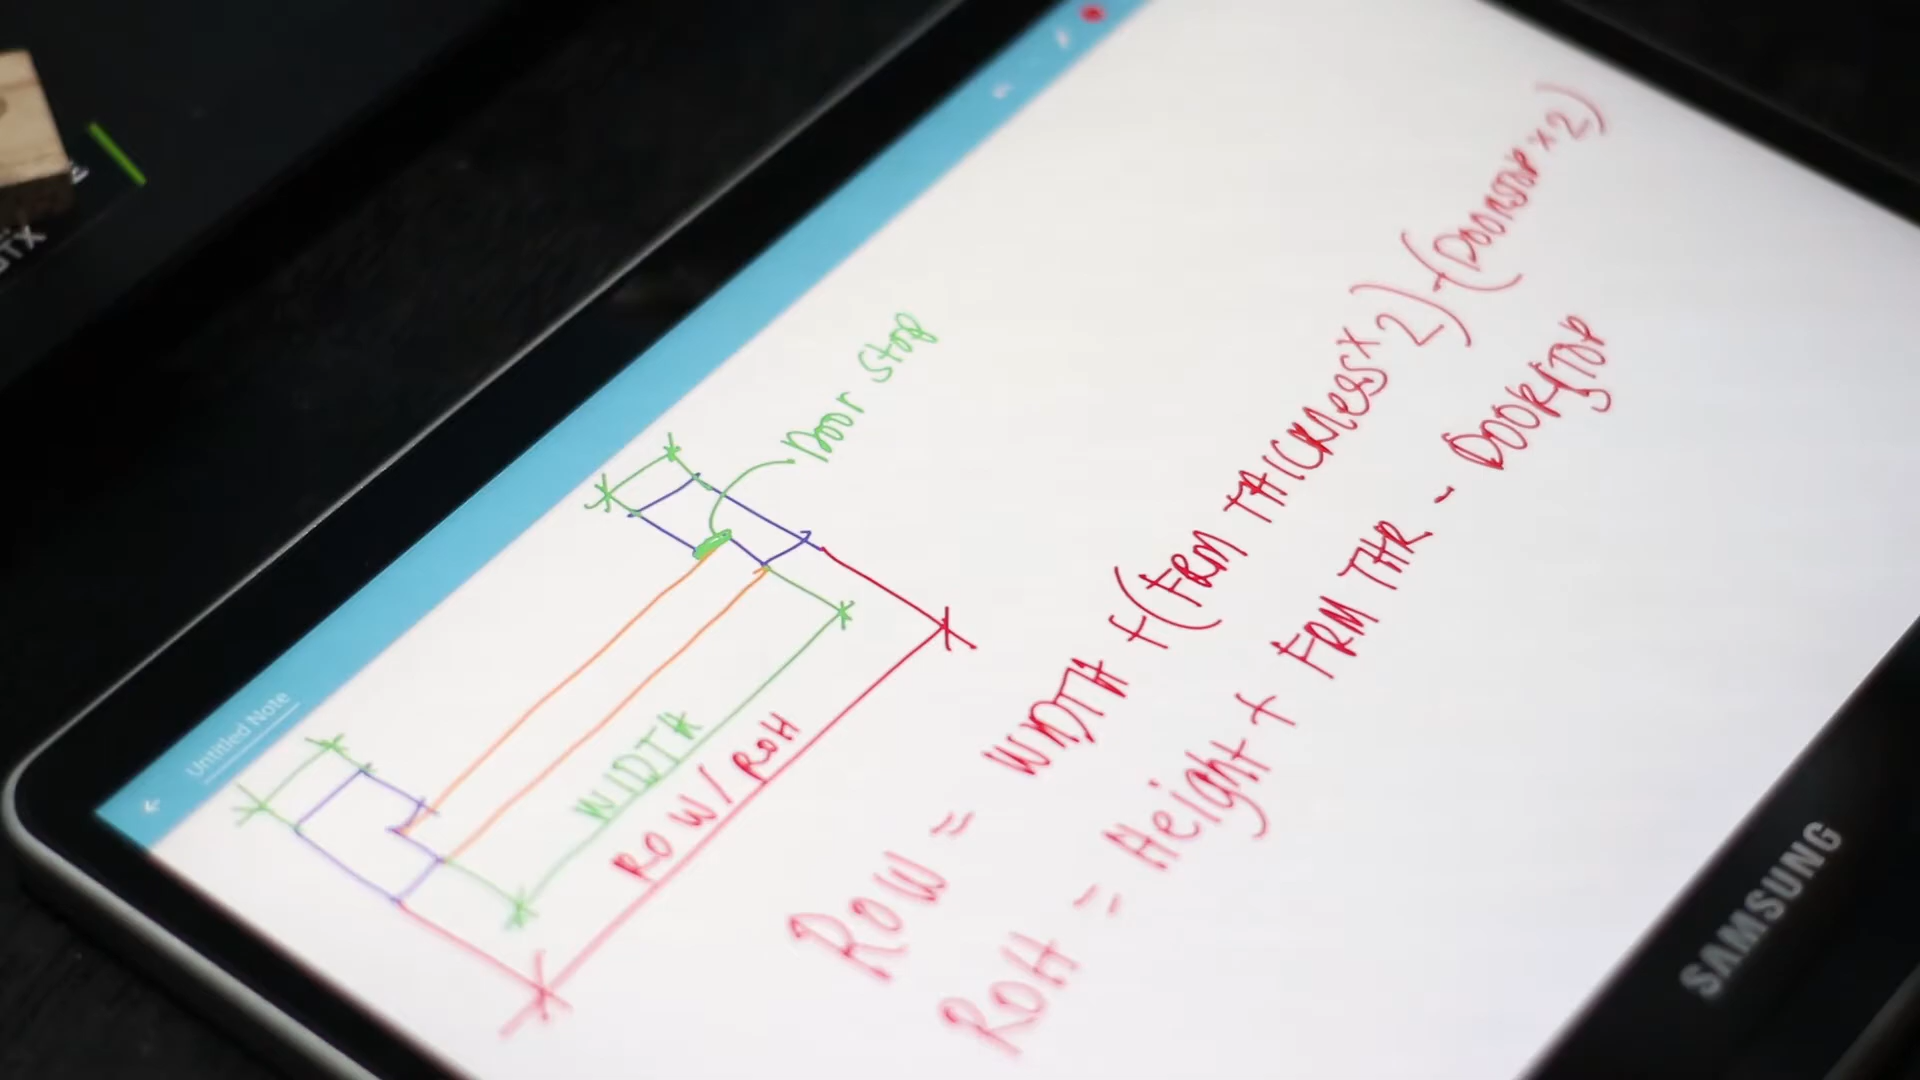 Untitled Note
Door Stop
WIDTH
ROW/ROH
ROW = WIDTH + (FRM THICKNESS x 2) - (DOORSTOP x 2)
ROH = Height + FRM THK - DOORSTOP
SAMSUNG